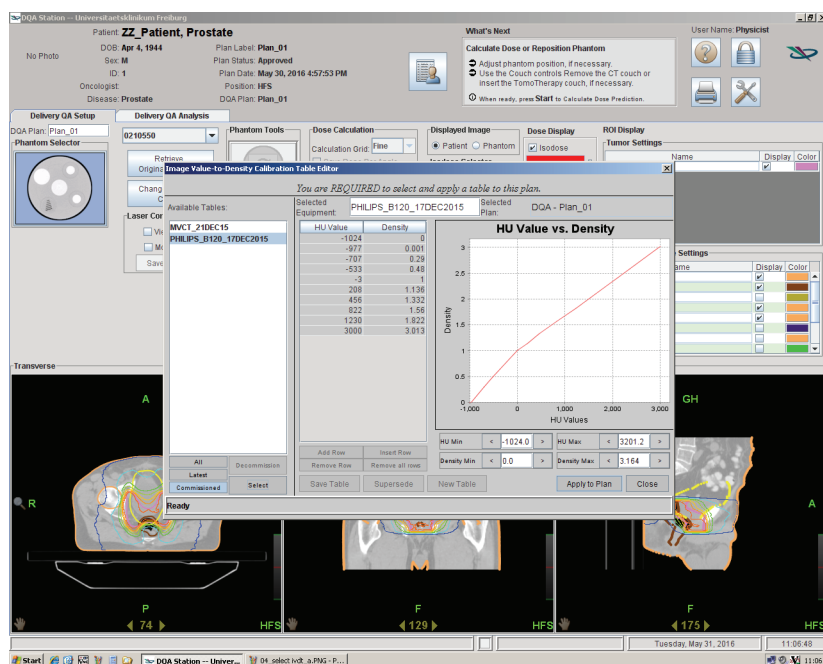 DQA Station -- Universitaetsklinikum Freiburg
Patient: ZZ_Patient, Prostate
No Photo
DOB: Apr 4, 1944
Sex: M
ID: 1
Oncologist:
Disease: Prostate
Plan Label: Plan_01
Plan Status: Approved
Plan Date: May 30, 2016 4:57:53 PM
Position: HFS
DQA Plan: Plan_01
What's Next
Calculate Dose or Reposition Phantom
Adjust phantom position, if necessary.
Use the Couch controls Remove the CT couch or
insert the TomoTherapy couch, if necessary.
When ready, press Start to Calculate Dose Prediction.
User Name: Physicist
Delivery QA Setup
Delivery QA Analysis
DQA Plan: Plan_01
Phantom Selector
0210550
Retrieve
Phantom Tools
Dose Calculation
Calculation Grid: Fine
Displayed Image
Patient
Phantom
Dose Display
Isodose
ROI Display
Tumor Settings
Name
Display
Color
Settings
Display
Color
Image Value-to-Density Calibration Table Editor
You are REQUIRED to select and apply a table to this plan.
Available Tables:
MVCT_21DEC15
PHILIPS_B120_17DEC2015
All
Latest
Commissioned
Decommission
Select
Selected
Equipment: PHILIPS_B120_17DEC2015
Selected
Plan: DQA - Plan_01
HU Value Density
-1024 0
-977 0.001
-707 0.29
-533 0.48
-3 1
208 1.136
456 1.332
822 1.56
1230 1.822
3000 3.013
Add Row
Insert Row
Remove Row
Remove all rows
Save Table
Supersede
New Table
HU Value vs. Density
Density
3
2.5
2
1.5
1
0.5
0
-1,000 0 1,000 2,000 3,000
HU Values
HU Min < -1024.0 > HU Max < 3201.2 >
Density Min < 0.0 > Density Max < 3.164 >
Apply to Plan
Close
Ready
Transverse
A
R
P
74
HFS
F
129
HFS
GH
A
F
175
HFS
Tuesday, May 31, 2016
11:06:48
Start
DQA Station -- Univer...
04_select ivdt_a.PNG - P...
11:06